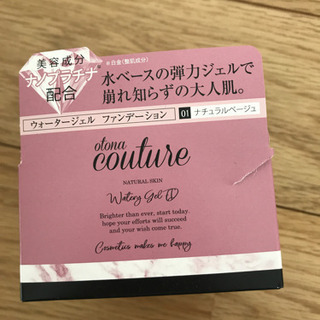 美容成分
ナノプラチナ※
配合
※白金(整肌成分)
水ベースの弾力ジェルで
崩れ知らずの大人肌。
ウォータージェル ファンデーション 01 ナチュラルベージュ
otona
couture
NATURAL SKIN
Watery Gel FD
Brighter than ever, start today.
hope your efforts will succeed
and your wish come true.
Cosmetics makes me happy